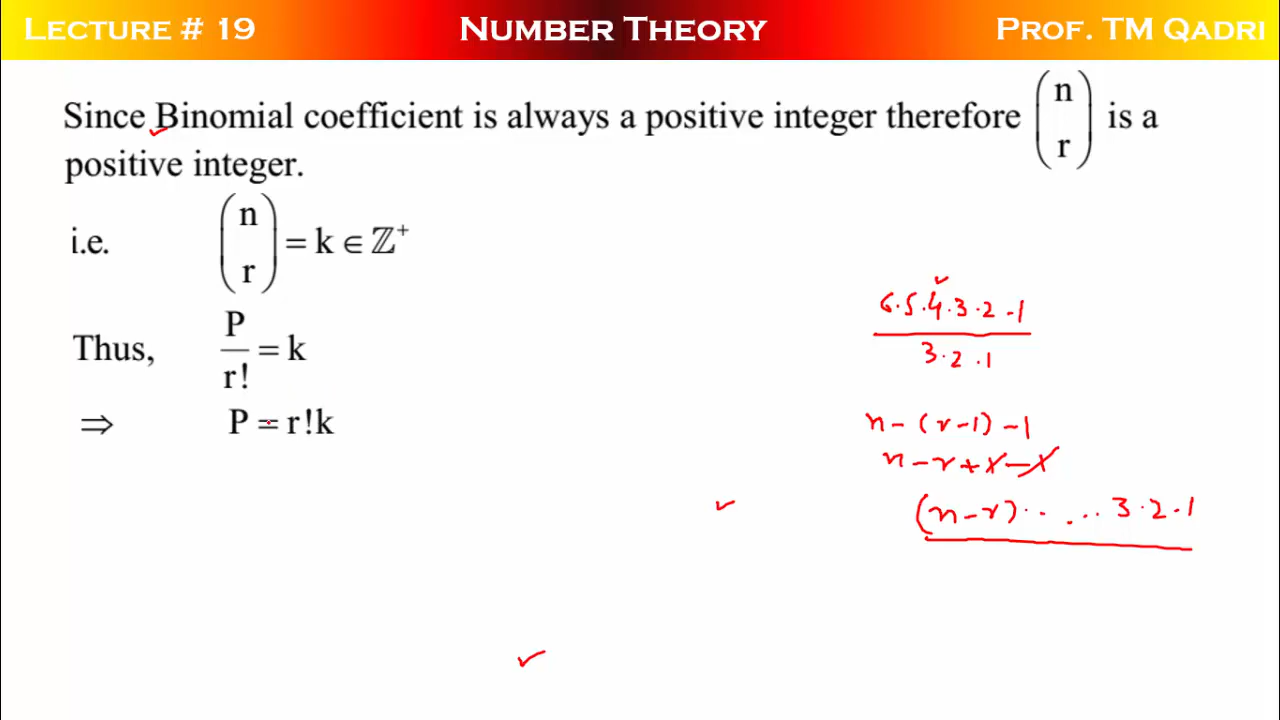 LECTURE # 19 NUMBER THEORY PROF. TM QADRI
Since Binomial coefficient is always a positive integer therefore (n r) is a
positive integer.
i.e. (n r) = k ∈ ℤ⁺
Thus, P/r! = k
⇒ P = r!k
6·5·4·3·2·1
3·2·1
n-(r-1)-1
n-r+1-1
(n-r)·· ...3·2·1